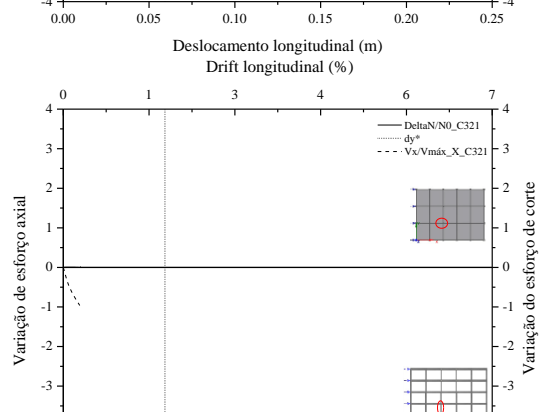 -4 -4
0.00 0.05 0.10 0.15 0.20 0.25
Deslocamento longitudinal (m)
Drift longitudinal (%)
0 1 3 4 6 7
4 4
DeltaN/N0_C321
dy*
Vx/Vmáx_X_C321
3 3
2 2
1 1
0 0
-1 -1
-2 -2
-3 -3
Variação de esforço axial
Variação do esforço de corte